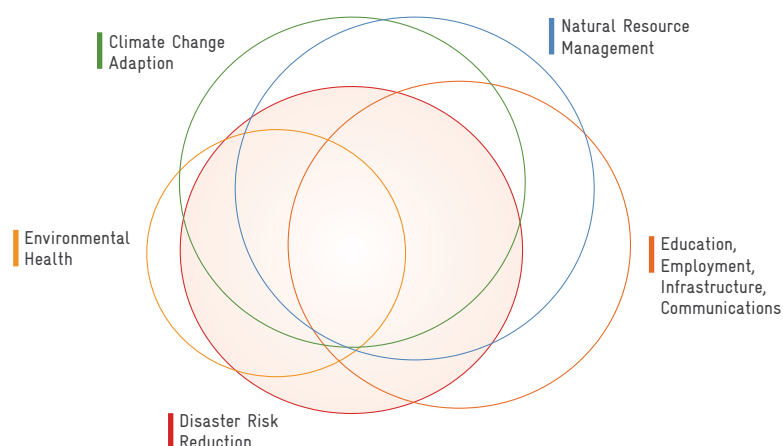 Climate Change
Adaption
Natural Resource
Management
Environmental
Health
Education,
Employment,
Infrastructure,
Communications
Disaster Risk
Reduction